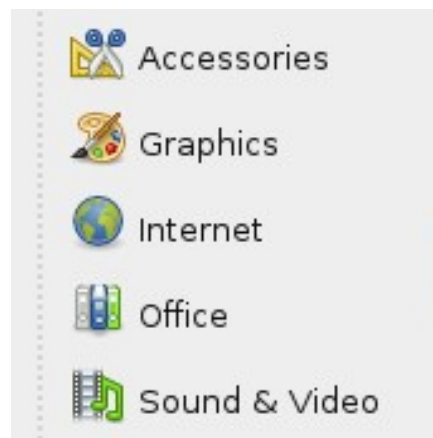 Accessories
Graphics
Internet
Office
Sound & Video